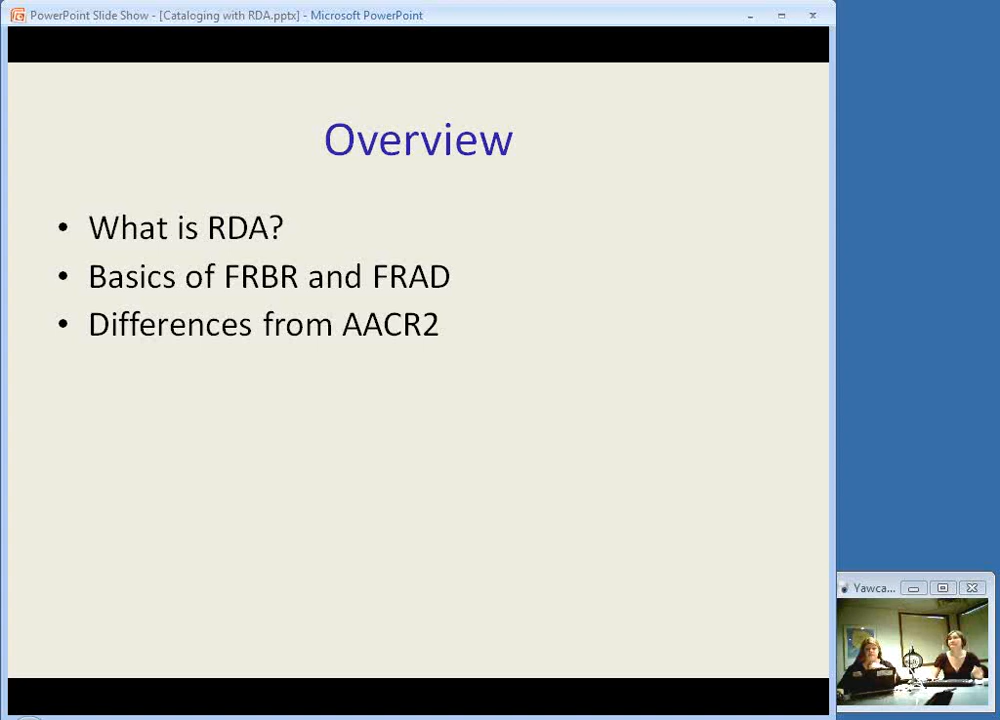 PowerPoint Slide Show - [Cataloging with RDA.pptx] - Microsoft PowerPoint
Overview
• What is RDA?
• Basics of FRBR and FRAD
• Differences from AACR2
Yawca...